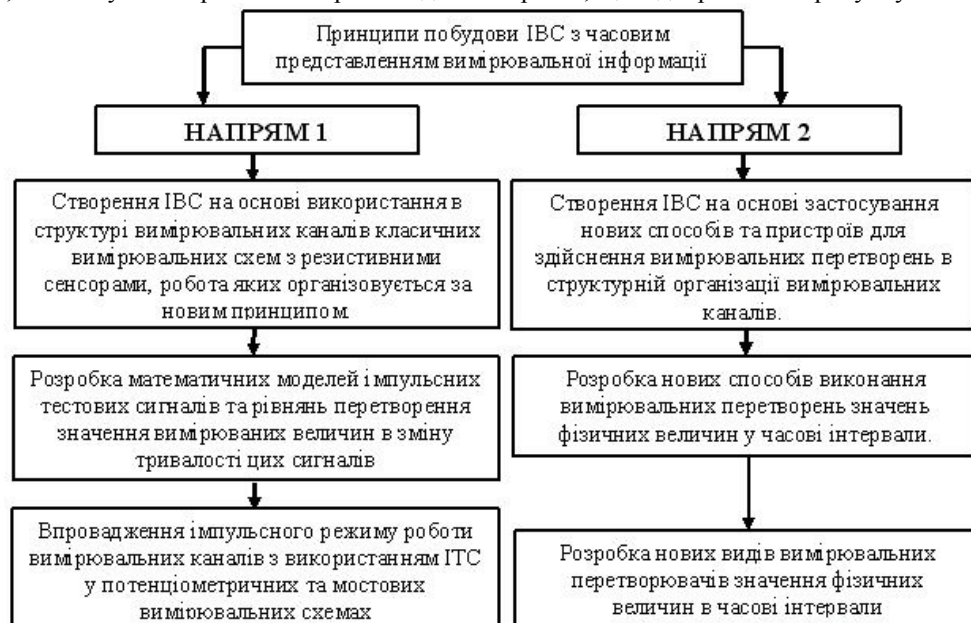 Принципи побудови ІВС з часовим
представленням вимірювальної інформації
НАПРЯМ 1
НАПРЯМ 2
Створення ІВС на основі використання в
структурі вимірювальних каналів класичних
вимірювальних схем з резистивними
сенсорами, робота яких організовується за
новим принципом.
Створення ІВС на основі застосування
нових способів та пристроїв для
здійснення вимірювальних перетворень в
структурній організації вимірювальних
каналів.
Розробка математичних моделей імпульсних
тестових сигналів та рівнянь перетворення
значення вимірюваних величин в зміну
тривалості цих сигналів
Розробка нових способів виконання
вимірювальних перетворень значень
фізичних величин у часові інтервали.
Впровадження імпульсного режиму роботи
вимірювальних каналів з використанням ІТС
у потенціометричних та мостових
вимірювальних схемах
Розробка нових видів вимірювальних
перетворювачів значення фізичних
величин в часові інтервали